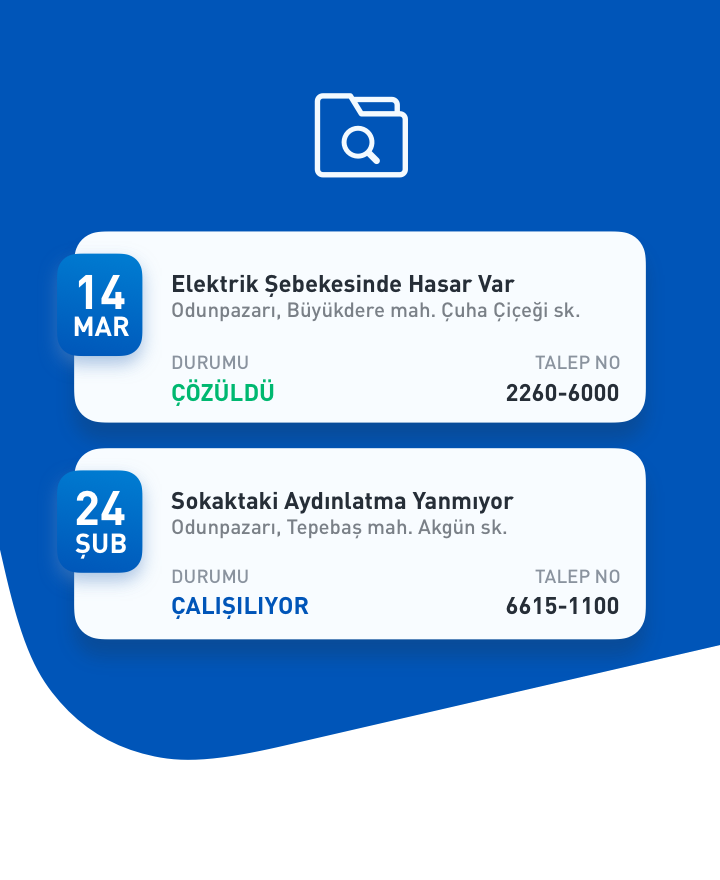 14
MAR
Elektrik Şebekesinde Hasar Var
Odunpazarı, Büyükdere mah. Çuha Çiçeği sk.
DURUMU
TALEP NO
ÇÖZÜLDÜ
2260-6000
24
ŞUB
Sokaktaki Aydınlatma Yanmıyor
Odunpazarı, Tepebaş mah. Akgün sk.
DURUMU
TALEP NO
ÇALIŞILIYOR
6615-1100